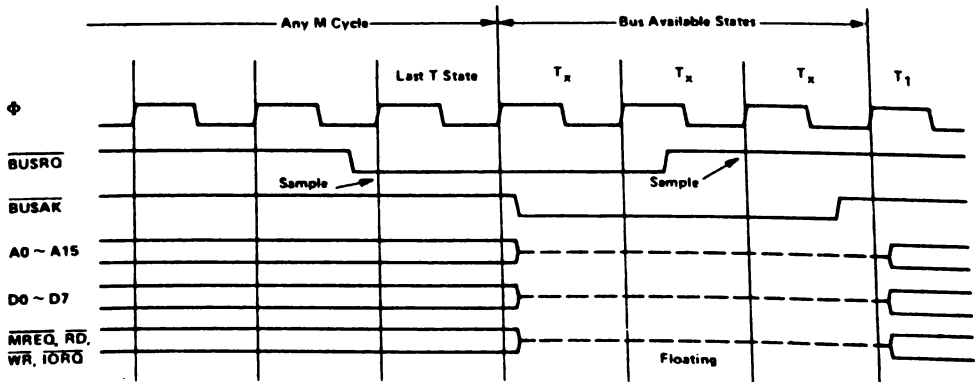 Any M Cycle Bus Available States
Last T State Tx Tx Tx T1
Φ
BUSRQ
Sample Sample
BUSAK
A0 ~ A15
D0 ~ D7
MREQ, RD,
WR, IORQ Floating